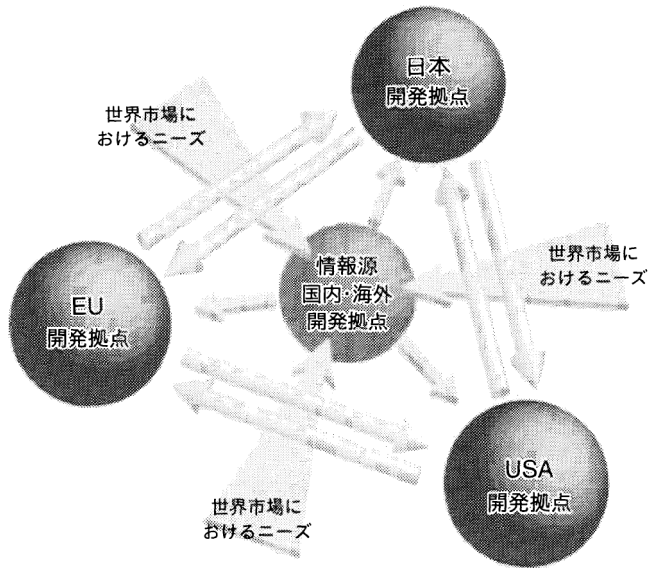 日本
開発拠点
世界市場に
おけるニーズ
世界市場に
おけるニーズ
情報源
国内・海外
開発拠点
EU
開発拠点
USA
開発拠点
世界市場に
おけるニーズ